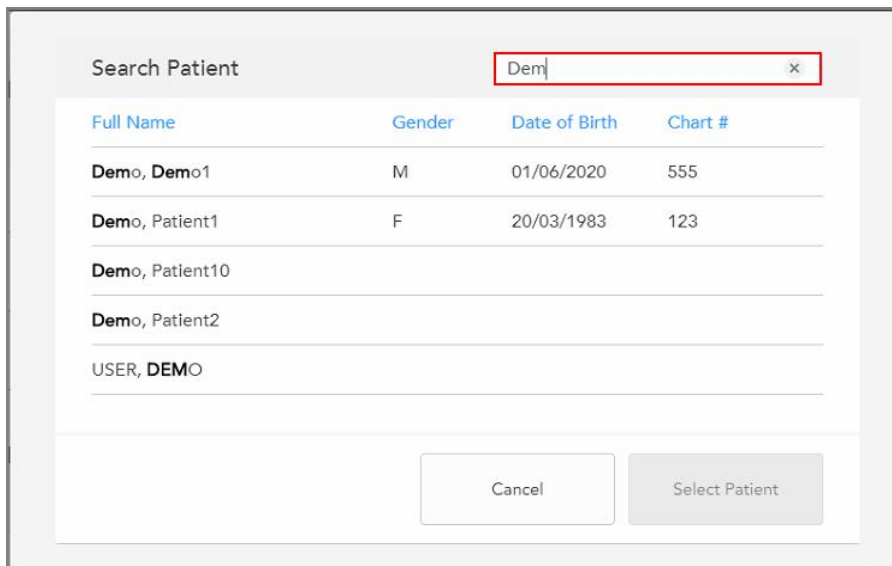 Search Patient Dem
Full Name Gender Date of Birth Chart #
Demo, Demo1 M 01/06/2020 555
Demo, Patient1 F 20/03/1983 123
Demo, Patient10
Demo, Patient2
USER, DEMO
Cancel Select Patient